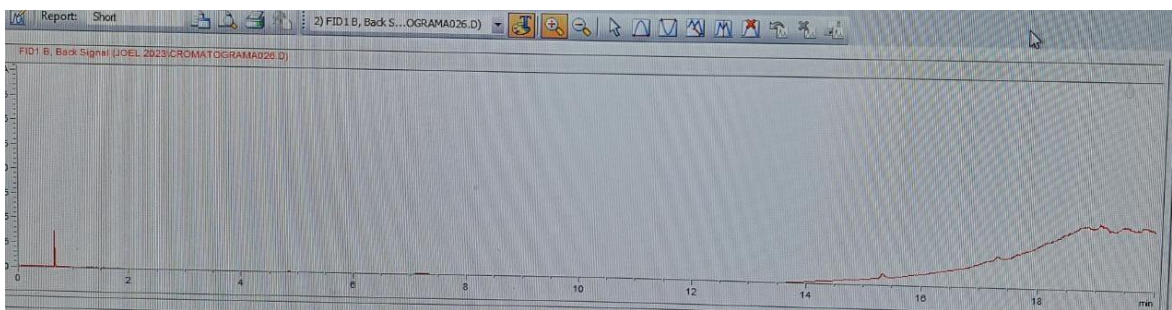 Report: Short
2) FID1 B, Back S...OGRAMA026.D)
FID1 B, Back Signal (JOEL 2023\CROMATOGRAMA026.D)
0 2 4 6 8 10 12 14 16 18 min